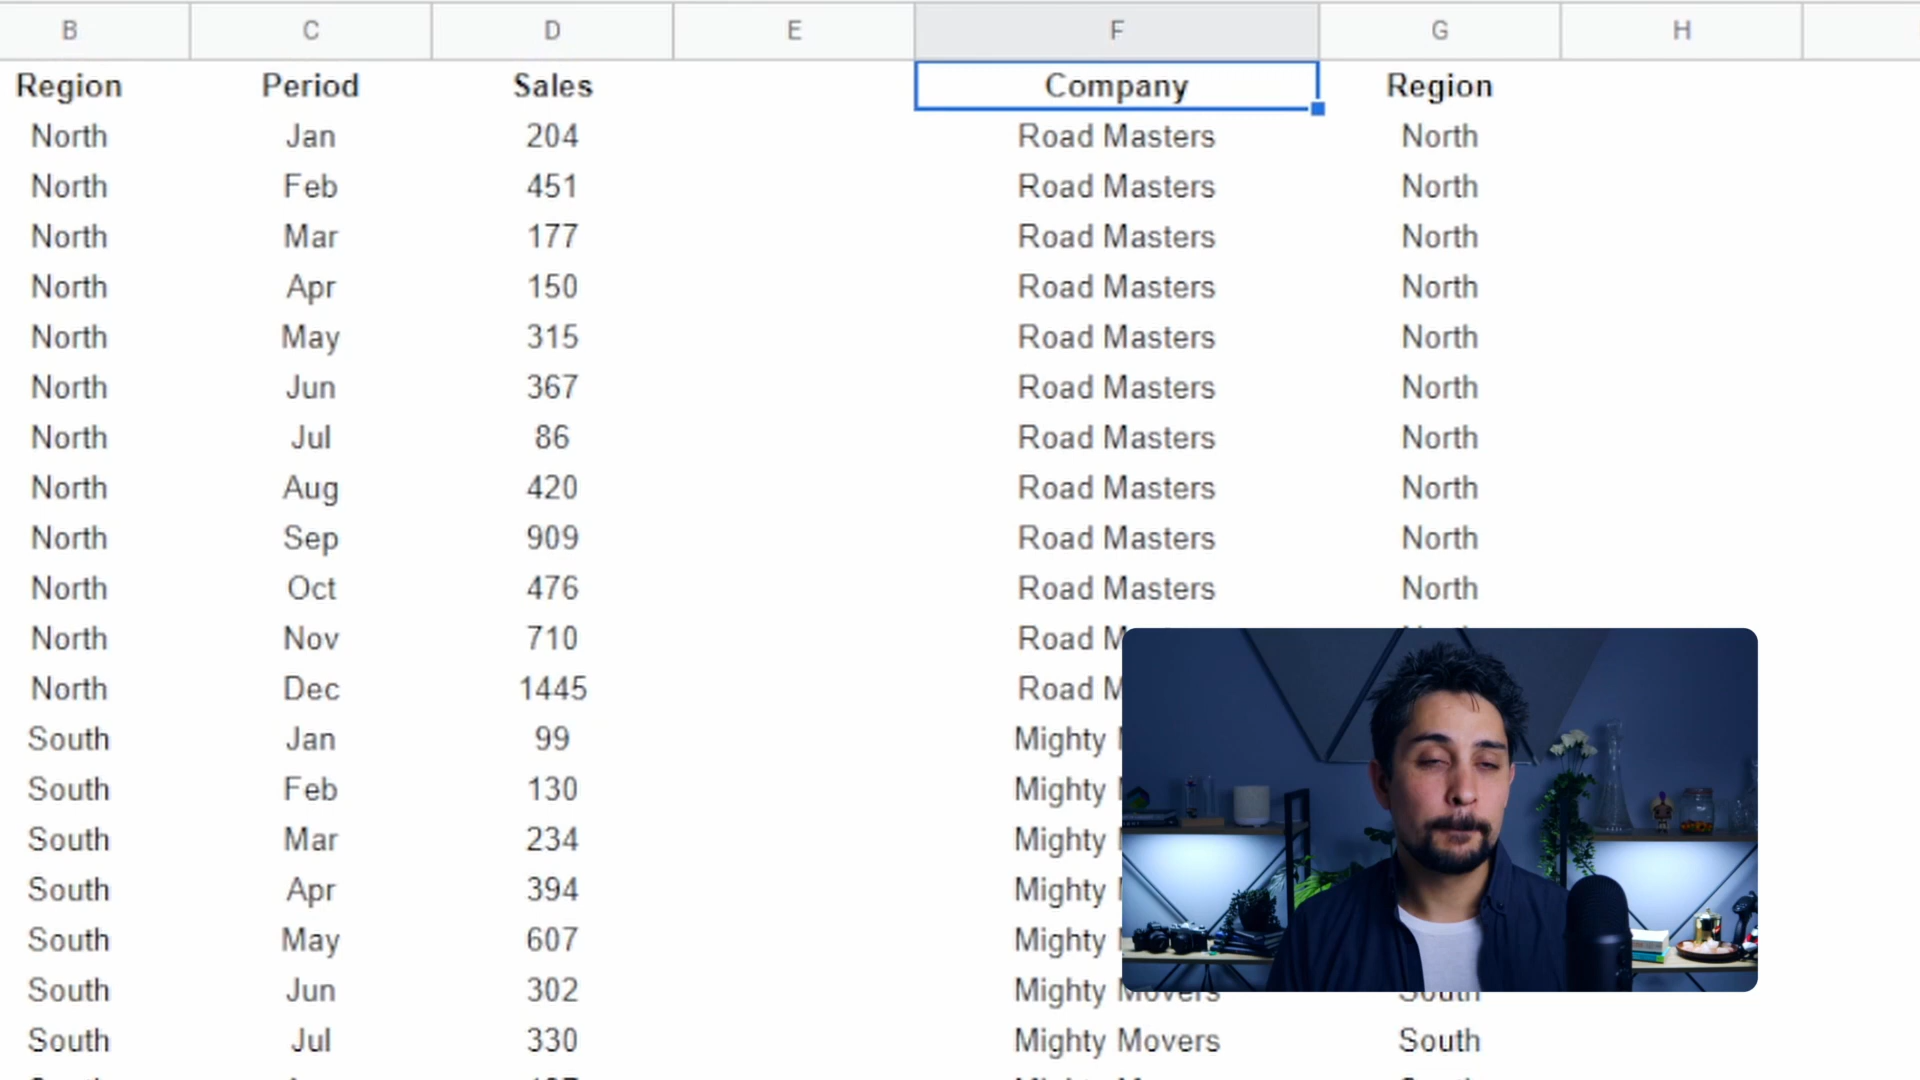 B C D E F G H
Region Period Sales Company Region
North Jan 204 Road Masters North
North Feb 451 Road Masters North
North Mar 177 Road Masters North
North Apr 150 Road Masters North
North May 315 Road Masters North
North Jun 367 Road Masters North
North Jul 86 Road Masters North
North Aug 420 Road Masters North
North Sep 909 Road Masters North
North Oct 476 Road Masters North
North Nov 710 Road
North Dec 1445 Road
South Jan 99 Mighty
South Feb 130 Mighty
South Mar 234 Mighty
South Apr 394 Mighty
South May 607 Mighty
South Jun 302 Mighty Movers South
South Jul 330 Mighty Movers South